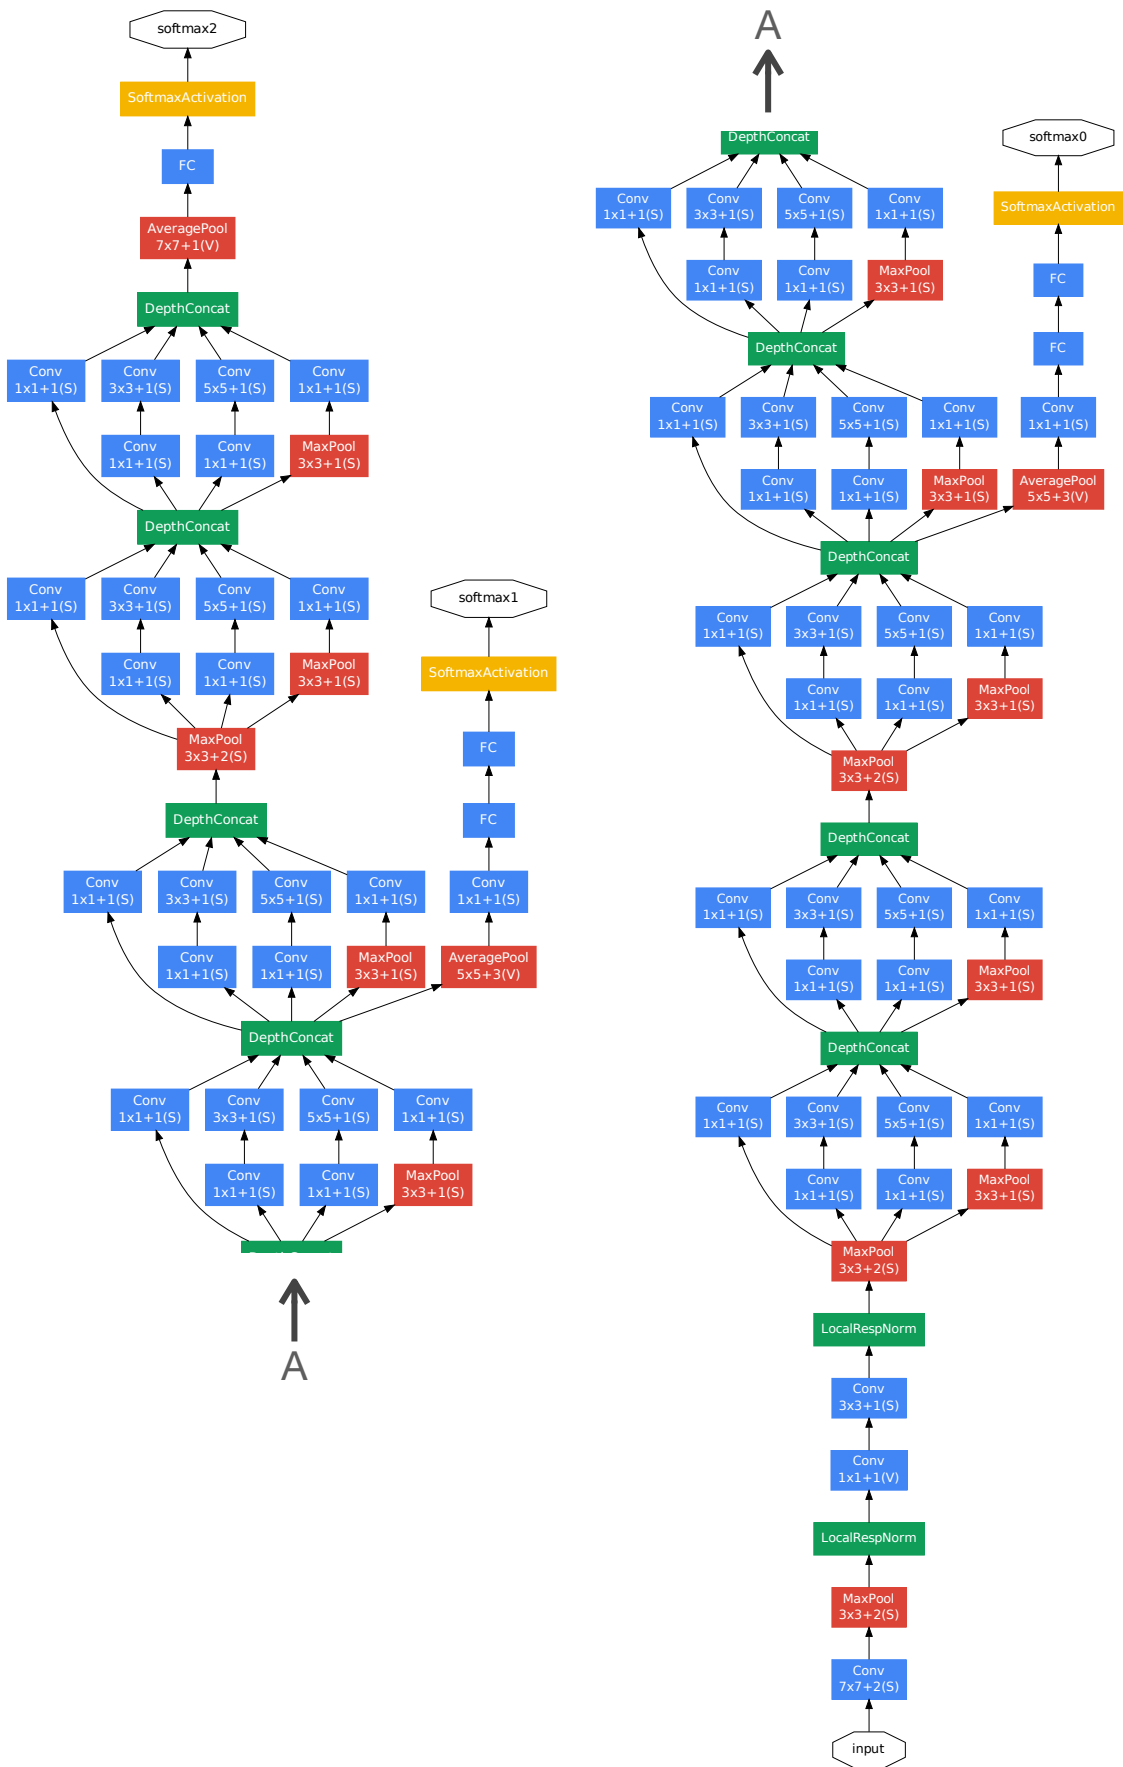 softmax2
SoftmaxActivation
FC
AveragePool
7x7+1(V)
DepthConcat
Conv
1x1+1(S)
Conv
3x3+1(S)
Conv
5x5+1(S)
Conv
1x1+1(S)
Conv
1x1+1(S)
Conv
1x1+1(S)
MaxPool
3x3+1(S)
DepthConcat
Conv
1x1+1(S)
Conv
3x3+1(S)
Conv
5x5+1(S)
Conv
1x1+1(S)
Conv
1x1+1(S)
Conv
1x1+1(S)
MaxPool
3x3+1(S)
MaxPool
3x3+2(S)
softmax1
SoftmaxActivation
FC
FC
DepthConcat
Conv
1x1+1(S)
Conv
3x3+1(S)
Conv
5x5+1(S)
Conv
1x1+1(S)
Conv
1x1+1(S)
Conv
1x1+1(S)
Conv
1x1+1(S)
MaxPool
3x3+1(S)
AveragePool
5x5+3(V)
DepthConcat
Conv
1x1+1(S)
Conv
3x3+1(S)
Conv
5x5+1(S)
Conv
1x1+1(S)
Conv
1x1+1(S)
Conv
1x1+1(S)
MaxPool
3x3+1(S)
A
A
DepthConcat
softmax0
SoftmaxActivation
FC
FC
Conv
1x1+1(S)
Conv
3x3+1(S)
Conv
5x5+1(S)
Conv
1x1+1(S)
Conv
1x1+1(S)
Conv
1x1+1(S)
MaxPool
3x3+1(S)
DepthConcat
Conv
1x1+1(S)
Conv
3x3+1(S)
Conv
5x5+1(S)
Conv
1x1+1(S)
Conv
1x1+1(S)
Conv
1x1+1(S)
Conv
1x1+1(S)
MaxPool
3x3+1(S)
AveragePool
5x5+3(V)
DepthConcat
Conv
1x1+1(S)
Conv
3x3+1(S)
Conv
5x5+1(S)
Conv
1x1+1(S)
Conv
1x1+1(S)
Conv
1x1+1(S)
MaxPool
3x3+1(S)
MaxPool
3x3+2(S)
DepthConcat
Conv
1x1+1(S)
Conv
3x3+1(S)
Conv
5x5+1(S)
Conv
1x1+1(S)
Conv
1x1+1(S)
Conv
1x1+1(S)
MaxPool
3x3+1(S)
DepthConcat
Conv
1x1+1(S)
Conv
3x3+1(S)
Conv
5x5+1(S)
Conv
1x1+1(S)
Conv
1x1+1(S)
Conv
1x1+1(S)
MaxPool
3x3+1(S)
MaxPool
3x3+2(S)
LocalRespNorm
Conv
3x3+1(S)
Conv
1x1+1(V)
LocalRespNorm
MaxPool
3x3+2(S)
Conv
7x7+2(S)
input